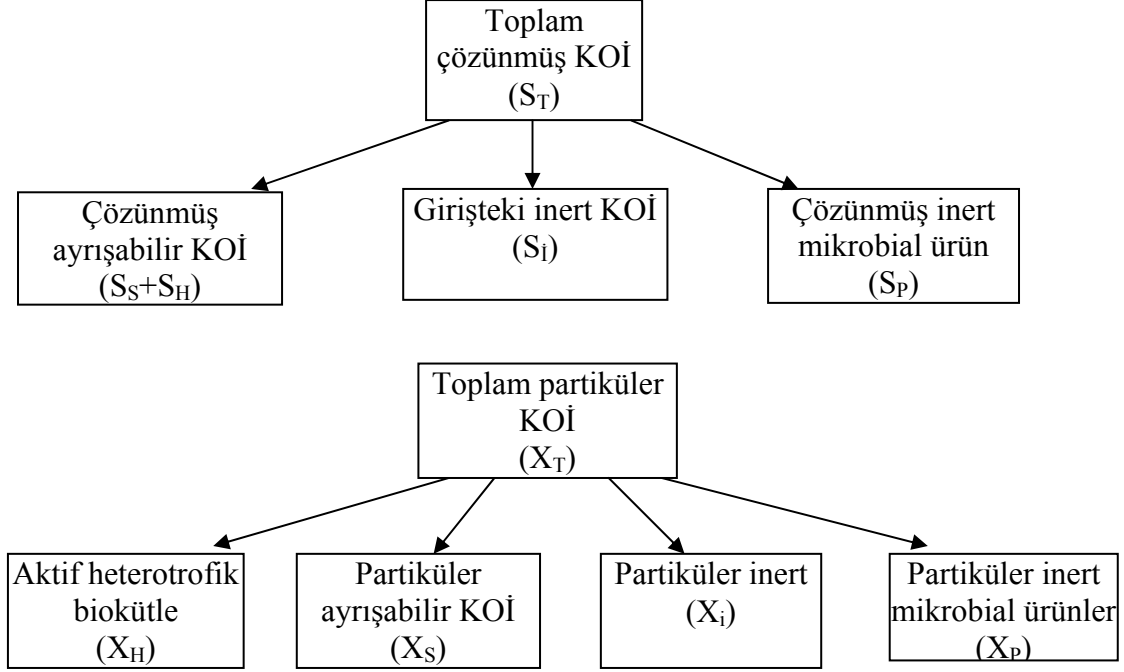 Toplam
çözünmüş KOİ
(S_T)
Çözünmüş
ayrışabilir KOİ
(S_S+S_H)
Girişteki inert KOİ
(S_İ)
Çözünmüş inert
mikrobial ürün
(S_P)
Toplam partiküler
KOİ
(X_T)
Aktif heterotrofik
biokütle
(X_H)
Partiküler
ayrışabilir KOİ
(X_S)
Partiküler inert
(X_i)
Partiküler inert
mikrobial ürünler
(X_P)